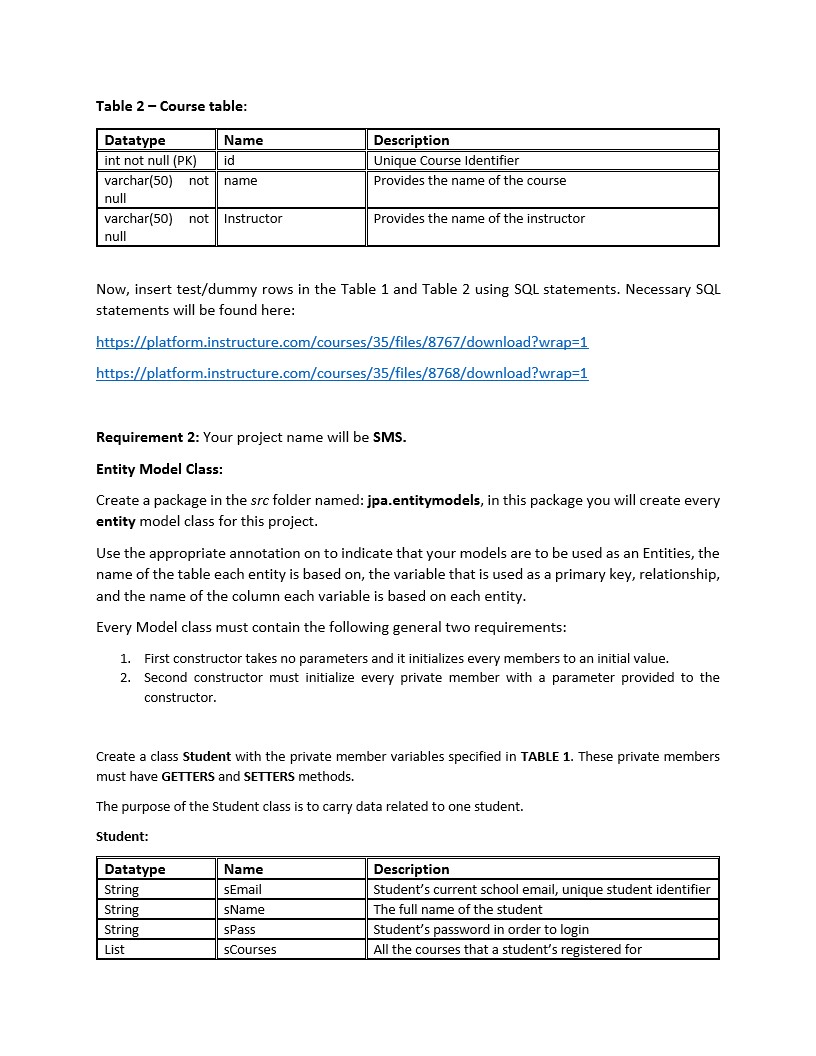 Table 2 – Course table:
Datatype Name Description
int not null (PK) id Unique Course Identifier
varchar(50) not name Provides the name of the course
null
varchar(50) not Instructor Provides the name of the instructor
null
Now, insert test/dummy rows in the Table 1 and Table 2 using SQL statements. Necessary SQL
statements will be found here:
https://platform.instructure.com/courses/35/files/8767/download?wrap=1
https://platform.instructure.com/courses/35/files/8768/download?wrap=1
Requirement 2: Your project name will be SMS.
Entity Model Class:
Create a package in the src folder named: jpa.entitymodels, in this package you will create every
entity model class for this project.
Use the appropriate annotation on to indicate that your models are to be used as an Entities, the
name of the table each entity is based on, the variable that is used as a primary key, relationship,
and the name of the column each variable is based on each entity.
Every Model class must contain the following general two requirements:
1. First constructor takes no parameters and it initializes every members to an initial value.
2. Second constructor must initialize every private member with a parameter provided to the
constructor.
Create a class Student with the private member variables specified in TABLE 1. These private members
must have GETTERS and SETTERS methods.
The purpose of the Student class is to carry data related to one student.
Student:
Datatype Name Description
String sEmail Student’s current school email, unique student identifier
String sName The full name of the student
String sPass Student’s password in order to login
List sCourses All the courses that a student’s registered for